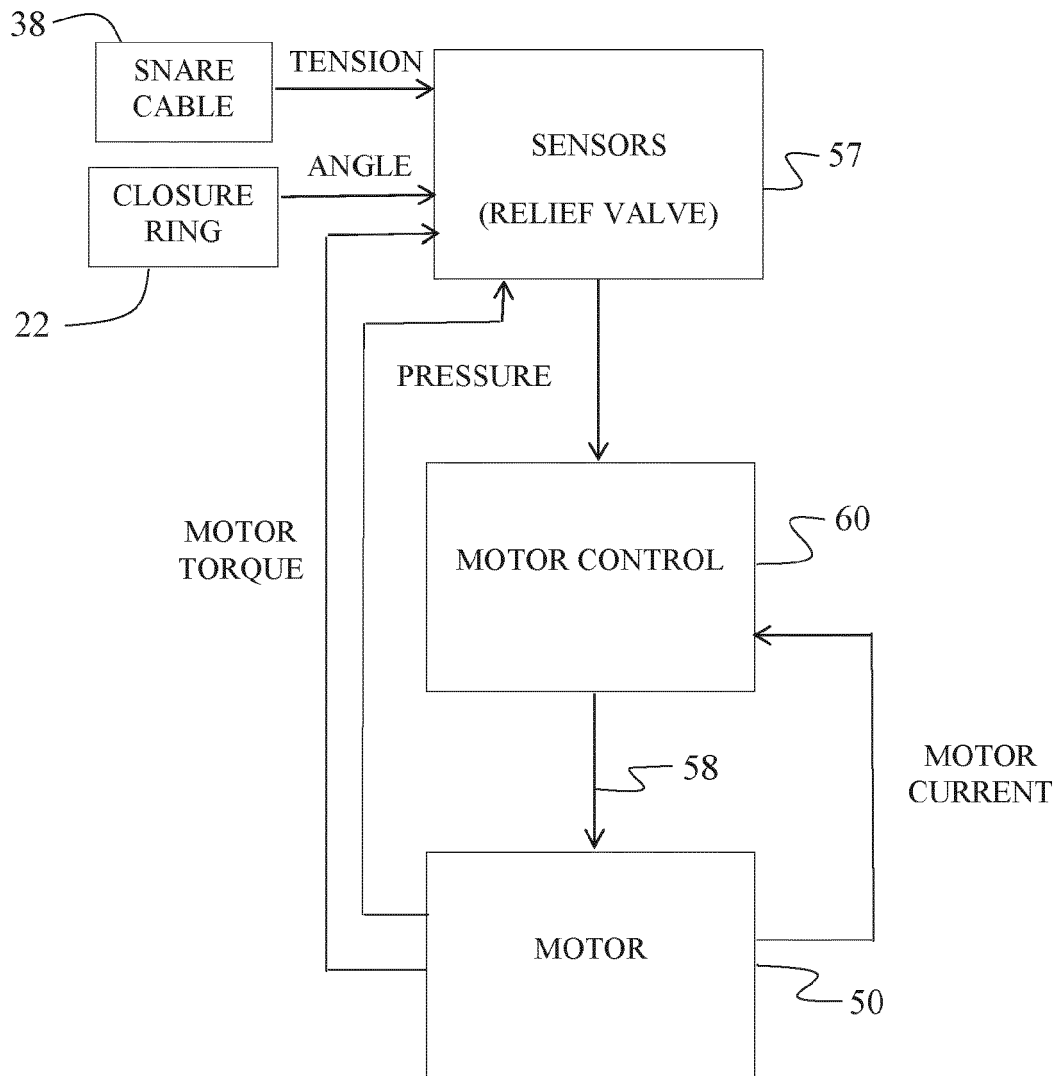 38
SNARE
CABLE
TENSION
CLOSURE
RING
ANGLE
22
SENSORS
(RELIEF VALVE)
57
PRESSURE
MOTOR
TORQUE
MOTOR CONTROL
60
58
MOTOR
CURRENT
MOTOR
50